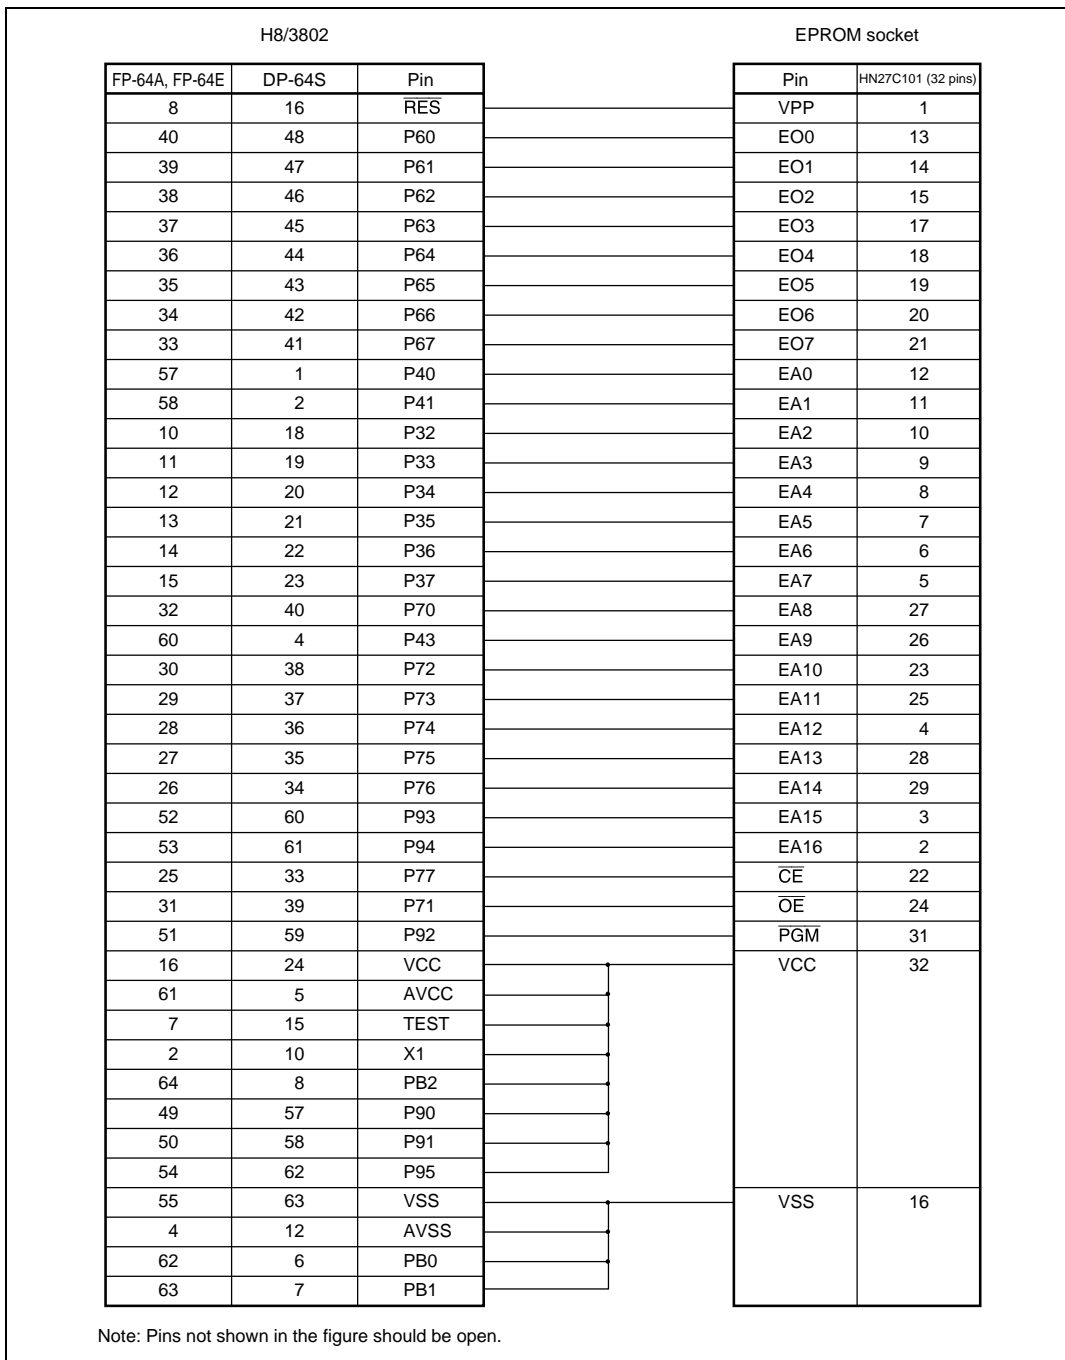 H8/3802 EPROM socket
FP-64A, FP-64E DP-64S Pin Pin HN27C101 (32 pins)
8 16 R̅E̅S̅ VPP 1
40 48 P60 EO0 13
39 47 P61 EO1 14
38 46 P62 EO2 15
37 45 P63 EO3 17
36 44 P64 EO4 18
35 43 P65 EO5 19
34 42 P66 EO6 20
33 41 P67 EO7 21
57 1 P40 EA0 12
58 2 P41 EA1 11
10 18 P32 EA2 10
11 19 P33 EA3 9
12 20 P34 EA4 8
13 21 P35 EA5 7
14 22 P36 EA6 6
15 23 P37 EA7 5
32 40 P70 EA8 27
60 4 P43 EA9 26
30 38 P72 EA10 23
29 37 P73 EA11 25
28 36 P74 EA12 4
27 35 P75 EA13 28
26 34 P76 EA14 29
52 60 P93 EA15 3
53 61 P94 EA16 2
25 33 P77 C̅E̅ 22
31 39 P71 O̅E̅ 24
51 59 P92 P̅G̅M̅ 31
16 24 VCC VCC 32
61 5 AVCC
7 15 TEST
2 10 X1
64 8 PB2
49 57 P90
50 58 P91
54 62 P95
55 63 VSS VSS 16
4 12 AVSS
62 6 PB0
63 7 PB1
Note: Pins not shown in the figure should be open.